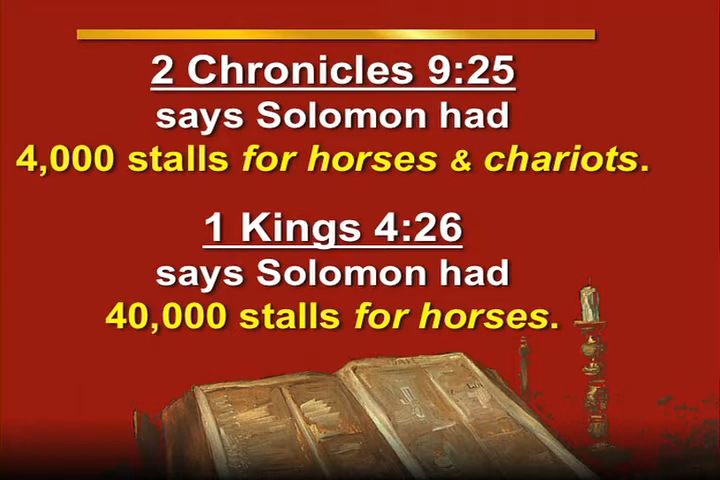 2 Chronicles 9:25
says Solomon had
4,000 stalls for horses & chariots.
1 Kings 4:26
says Solomon had
40,000 stalls for horses.